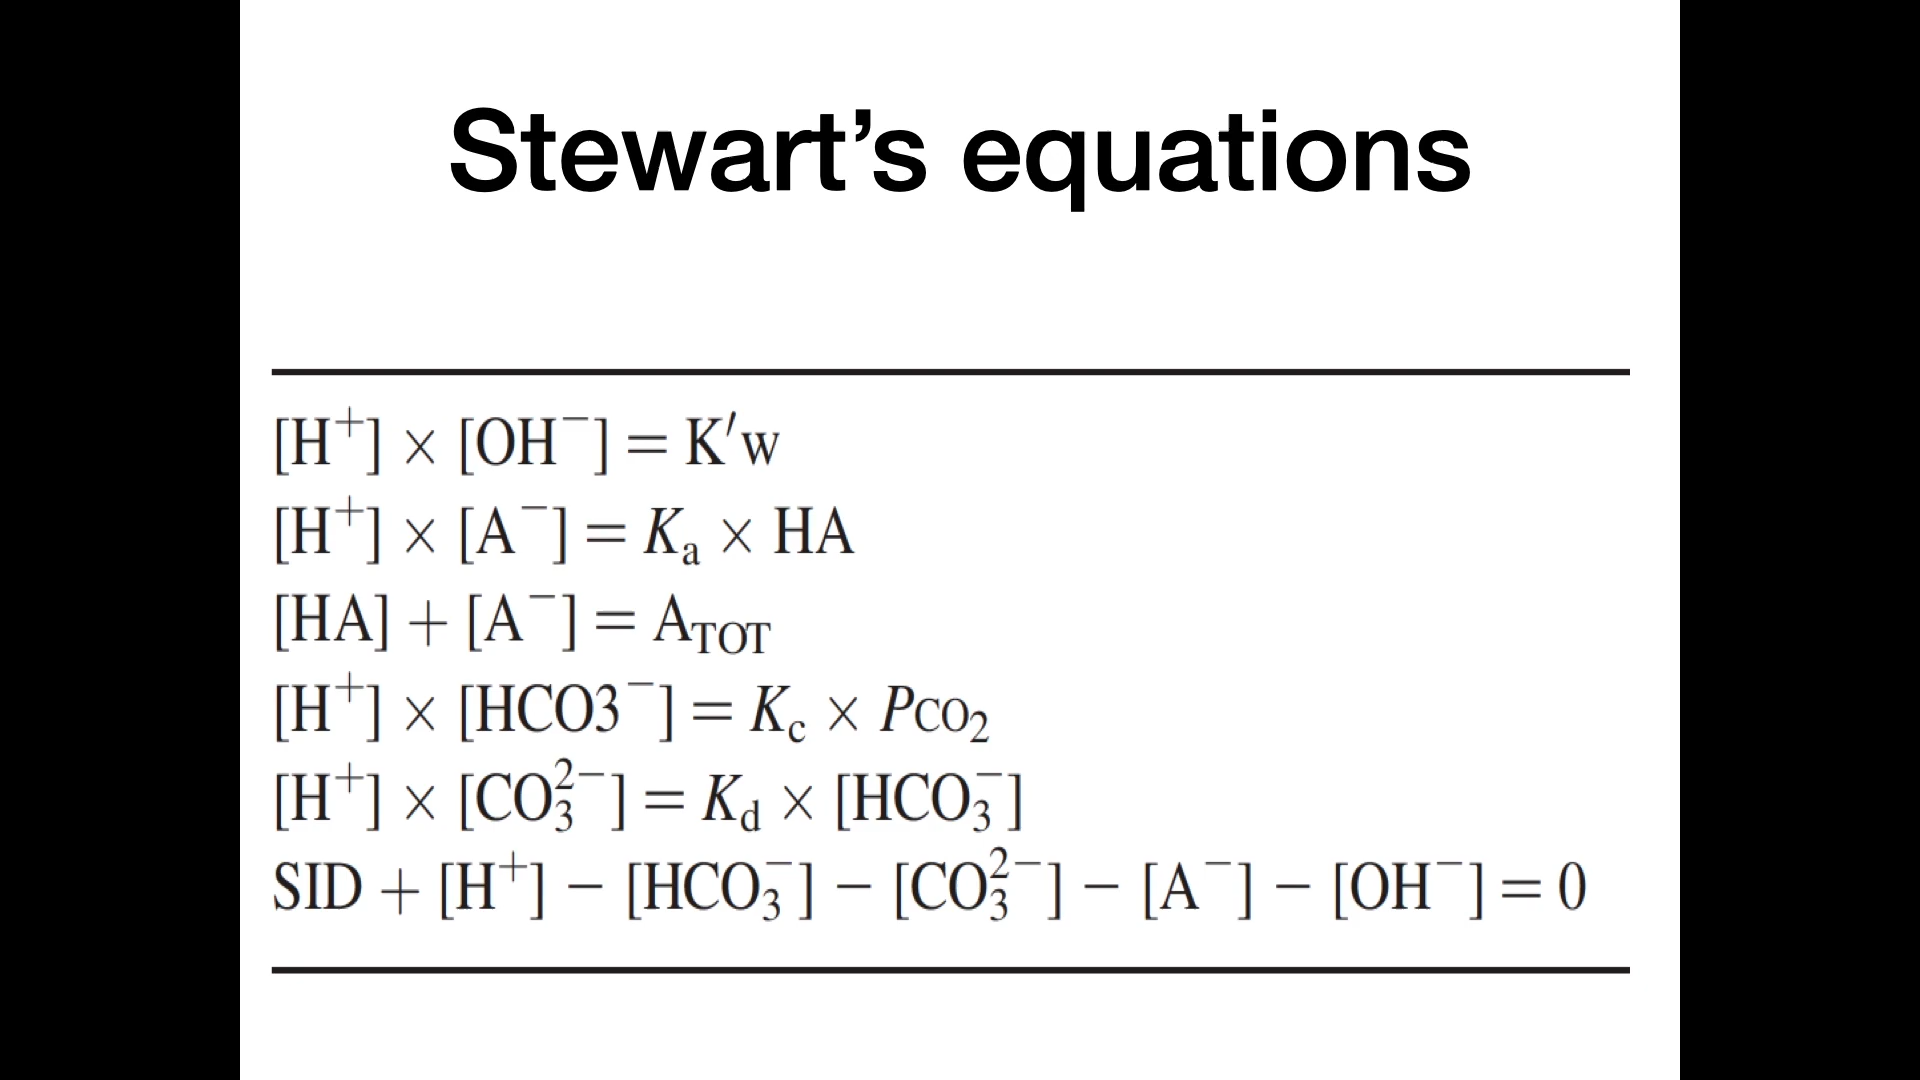 Stewart’s equations
[H⁺] × [OH⁻] = K′w
[H⁺] × [A⁻] = Kₐ × HA
[HA] + [A⁻] = A_TOT
[H⁺] × [HCO3⁻] = K_c × PCO₂
[H⁺] × [CO₃²⁻] = K_d × [HCO₃⁻]
SID + [H⁺] − [HCO₃⁻] − [CO₃²⁻] − [A⁻] − [OH⁻] = 0